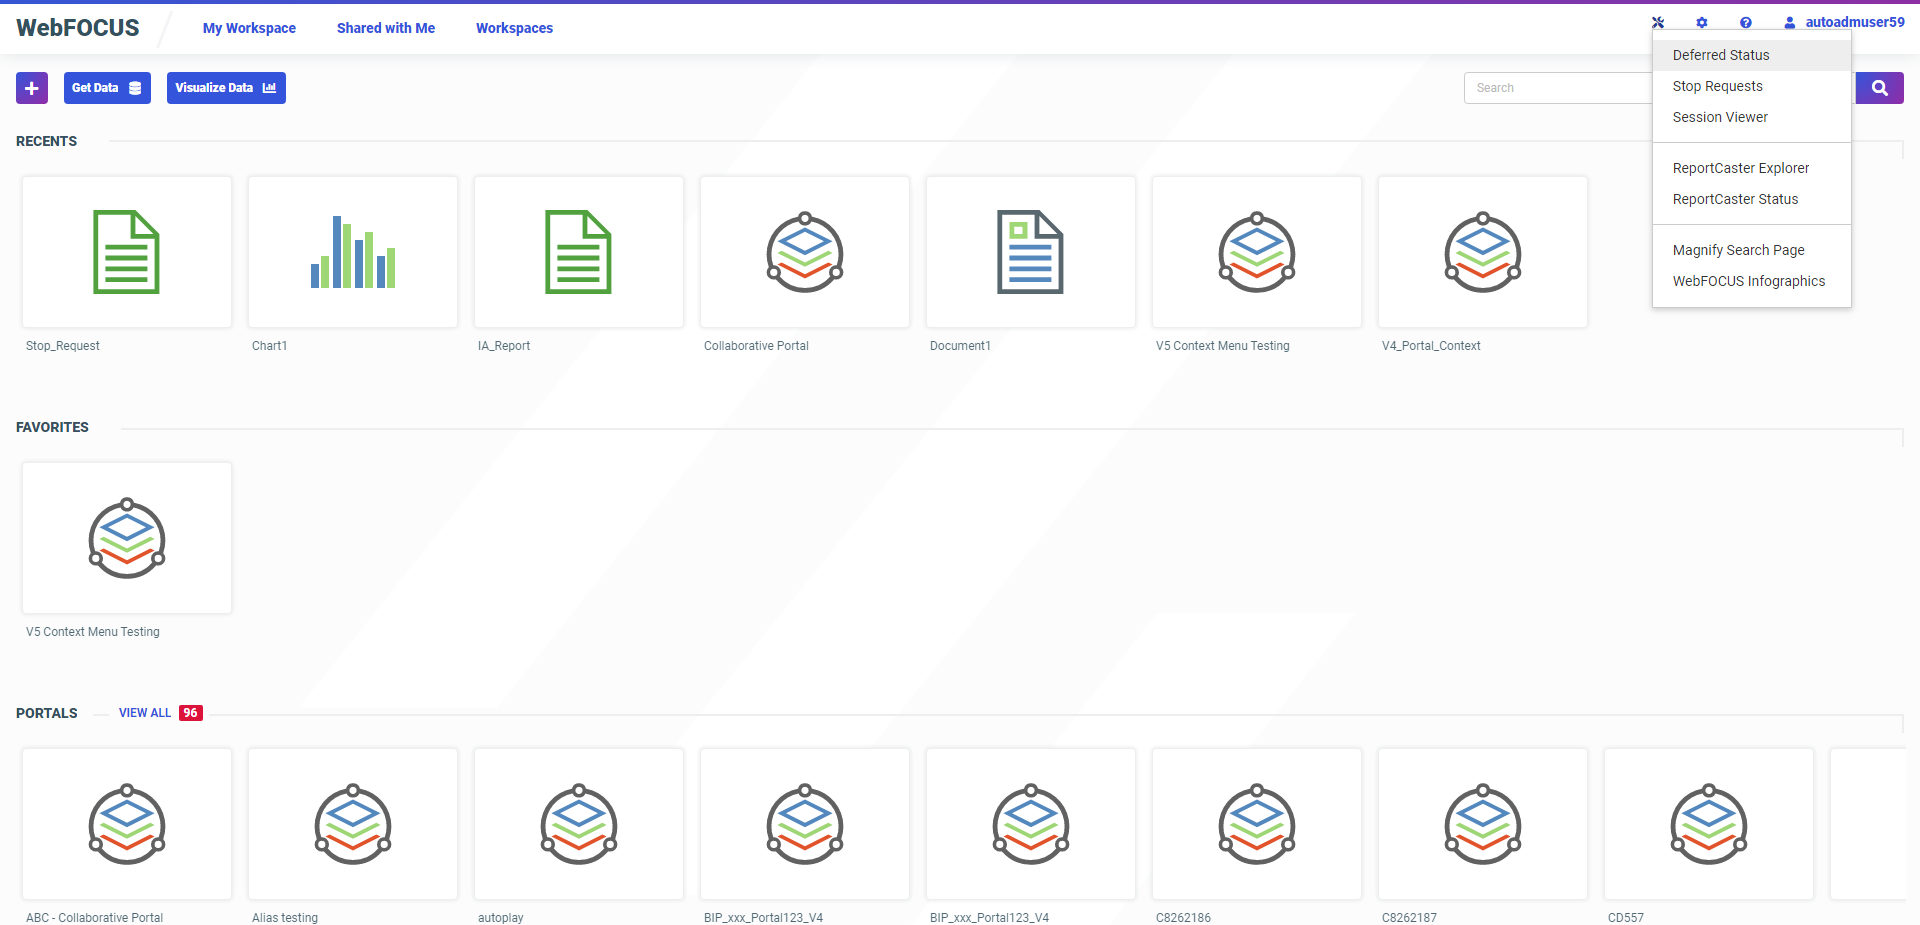 WebFOCUS
My Workspace
Shared with Me
Workspaces
autoadmuser59
Get Data
Visualize Data
Search
Deferred Status
Stop Requests
Session Viewer
ReportCaster Explorer
ReportCaster Status
Magnify Search Page
WebFOCUS Infographics
RECENTS
Stop_Request
Chart1
IA_Report
Collaborative Portal
Document1
V5 Context Menu Testing
V4_Portal_Context
FAVORITES
V5 Context Menu Testing
PORTALS
VIEW ALL 96
ABC - Collaborative Portal
Alias testing
autoplay
BIP_xxx_Portal123_V4
BIP_xxx_Portal123_V4
C8262186
C8262187
CD557